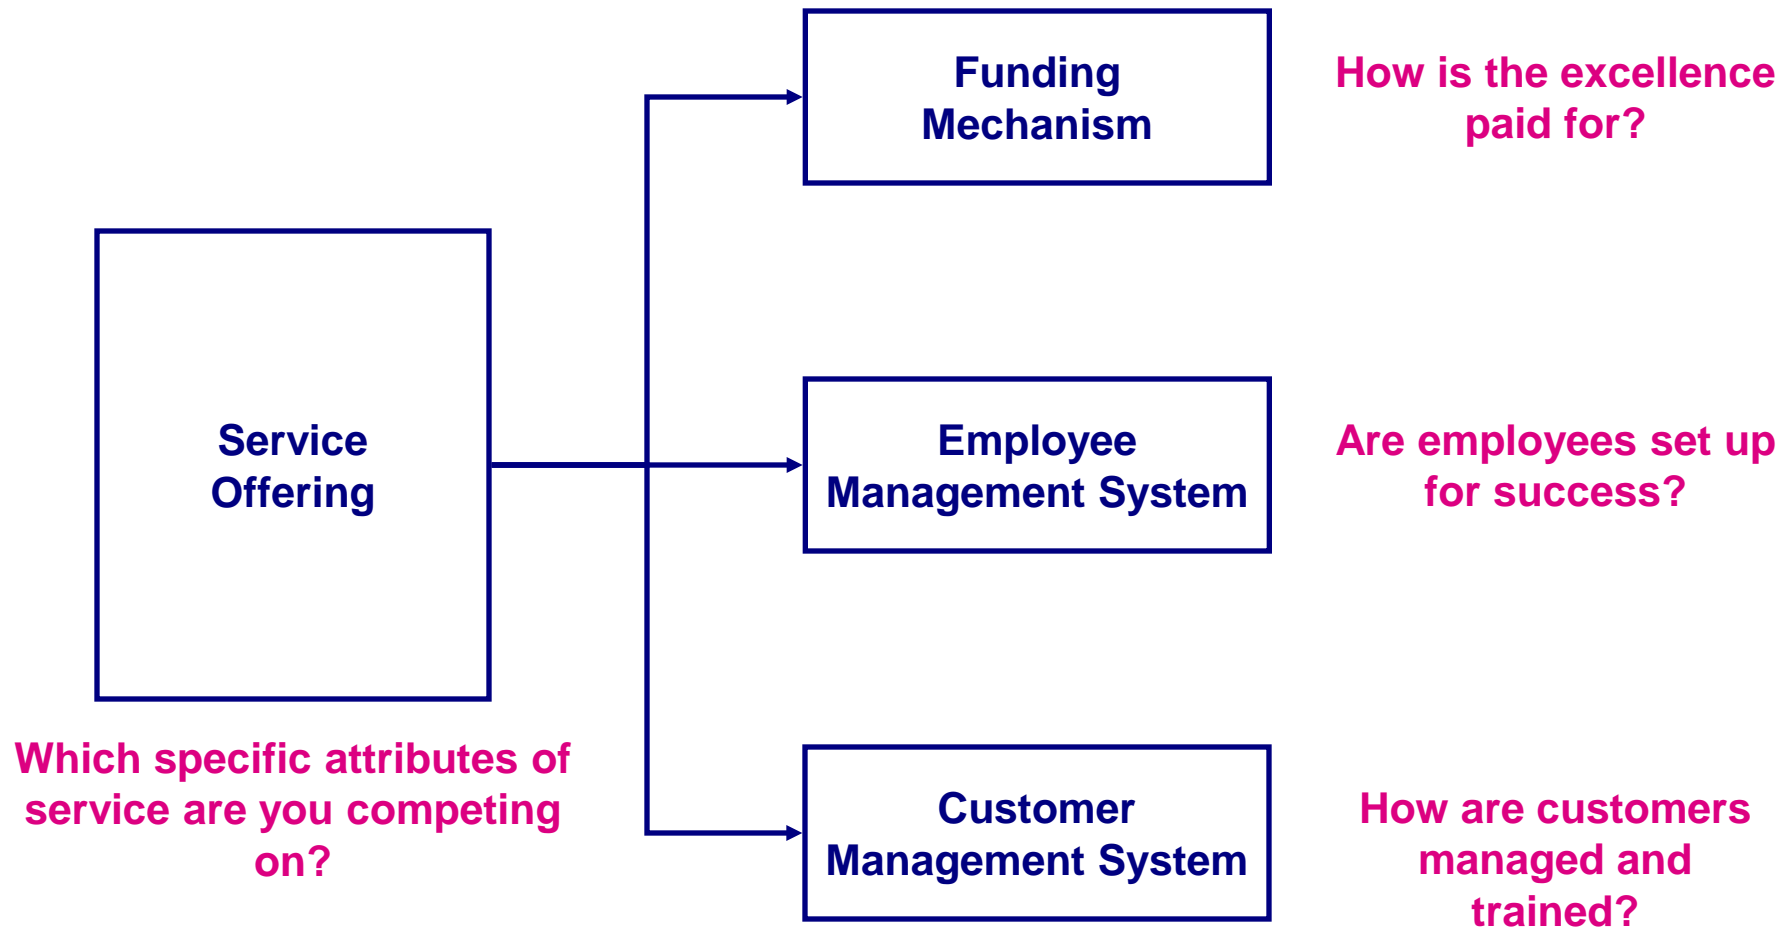 Funding
Mechanism
How is the excellence
paid for?
Service
Offering
Employee
Management System
Are employees set up
for success?
Which specific attributes of
service are you competing
on?
Customer
Management System
How are customers
managed and
trained?